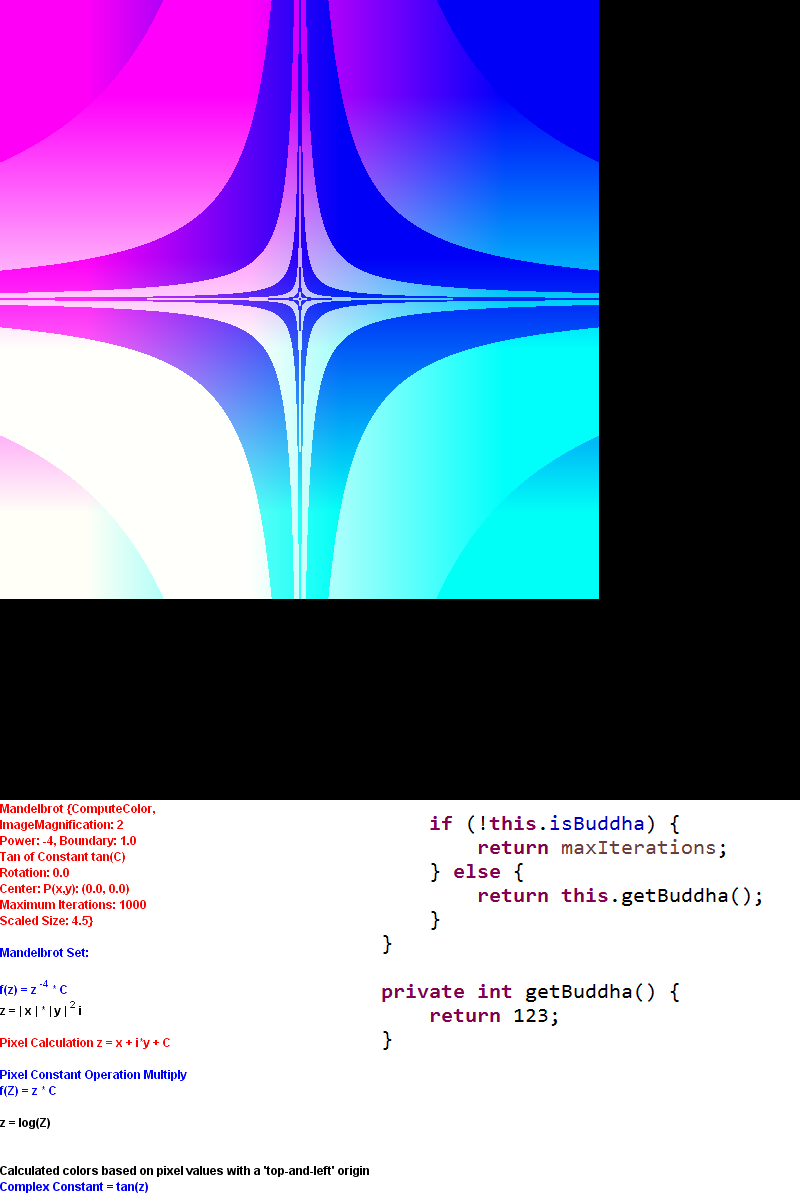 Mandelbrot {ComputeColor,
ImageMagnification: 2
Power: -4, Boundary: 1.0
Tan of Constant tan(C)
Rotation: 0.0
Center: P(x,y): (0.0, 0.0)
Maximum Iterations: 1000
Scaled Size: 4.5}
Mandelbrot Set:
f(z) = z ^-4 * C
z = | x | * | y | ^2 i
Pixel Calculation z = x + i*y + C
Pixel Constant Operation Multiply
f(Z) = z * C
z = log(Z)
Calculated colors based on pixel values with a 'top-and-left' origin
Complex Constant = tan(z)
if (!this.isBuddha) {
return maxIterations;
} else {
return this.getBuddha();
}
}
private int getBuddha() {
return 123;
}